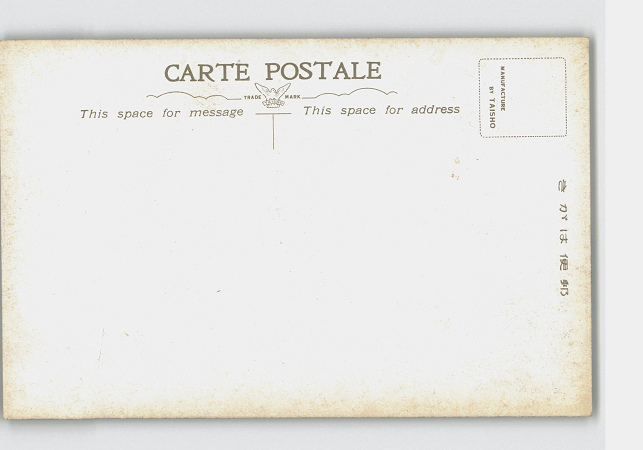 CARTE POSTALE
TRADE MARK
This space for message
This space for address
MANUFACTURE
BY TAISHO
きがは便郵